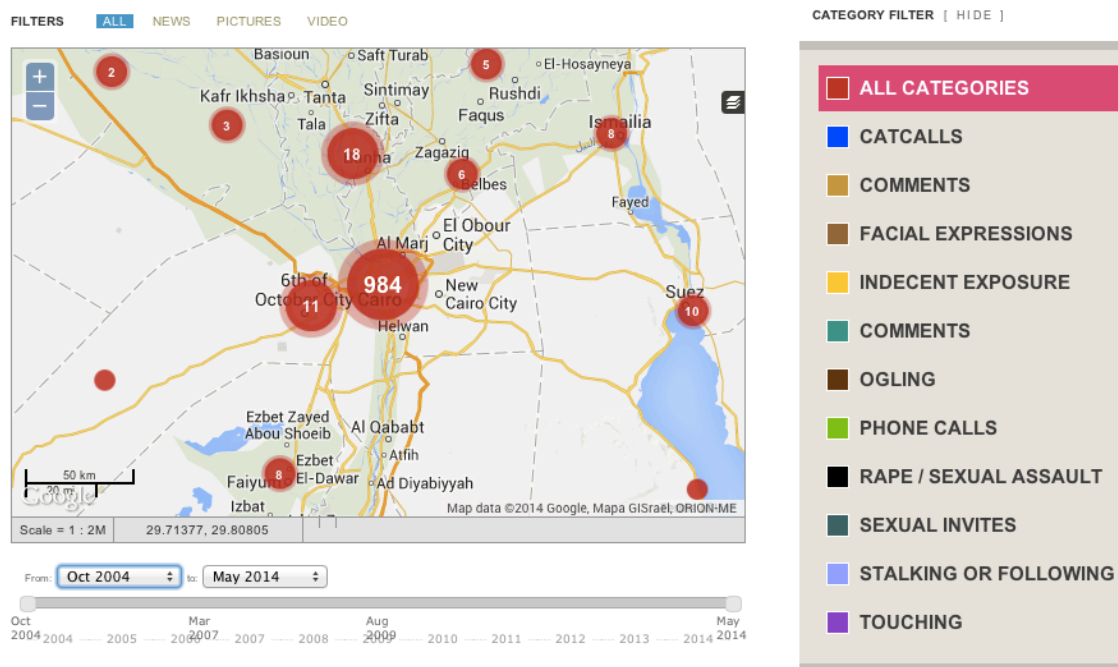 FILTERS ALL NEWS PICTURES VIDEO
CATEGORY FILTER [ HIDE ]
+
−
2
3
18
5
6
8
984
11
10
8
Basioun
Saft Turab
El-Hosayneya
Kafr Ikhsha
Tanta
Sintimay
Rushdi
Tala
Zifta
Faqus
Ismailia
Zagazig
Belbes
Fayed
El Obour
City
Al Marj
6th of
October City
Cairo
New
Cairo City
Suez
Helwan
Ezbet Zayed
Abou Shoeib
Al Qababt
Ezbet
El-Dawar
Atfih
Faiyum
Ad Diyabiyyah
Izbat
50 km
20 mi
Google
Map data ©2014 Google, Mapa GISrael, ORION-ME
Scale = 1 : 2M
29.71377, 29.80805
From: Oct 2004 to: May 2014
Oct
2004
Mar
2007
Aug
2009
May
2014
2004 2005 2006 2007 2008 2009 2010 2011 2012 2013 2014
ALL CATEGORIES
CATCALLS
COMMENTS
FACIAL EXPRESSIONS
INDECENT EXPOSURE
COMMENTS
OGLING
PHONE CALLS
RAPE / SEXUAL ASSAULT
SEXUAL INVITES
STALKING OR FOLLOWING
TOUCHING